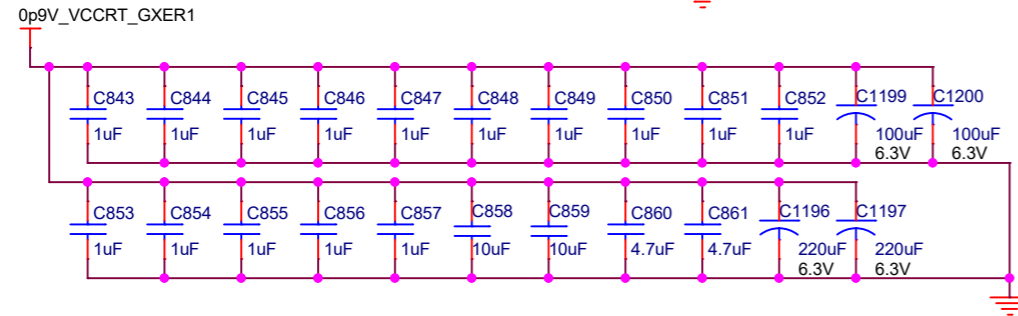 0p9V_VCCRT_GXER1
C843 C844 C845 C846 C847 C848 C849 C850 C851 C852 C1199 C1200
1uF 1uF 1uF 1uF 1uF 1uF 1uF 1uF 1uF 1uF 100uF 100uF
6.3V 6.3V
C853 C854 C855 C856 C857 C858 C859 C860 C861 C1196 C1197
1uF 1uF 1uF 1uF 1uF 10uF 10uF 4.7uF 4.7uF 220uF 220uF
6.3V 6.3V